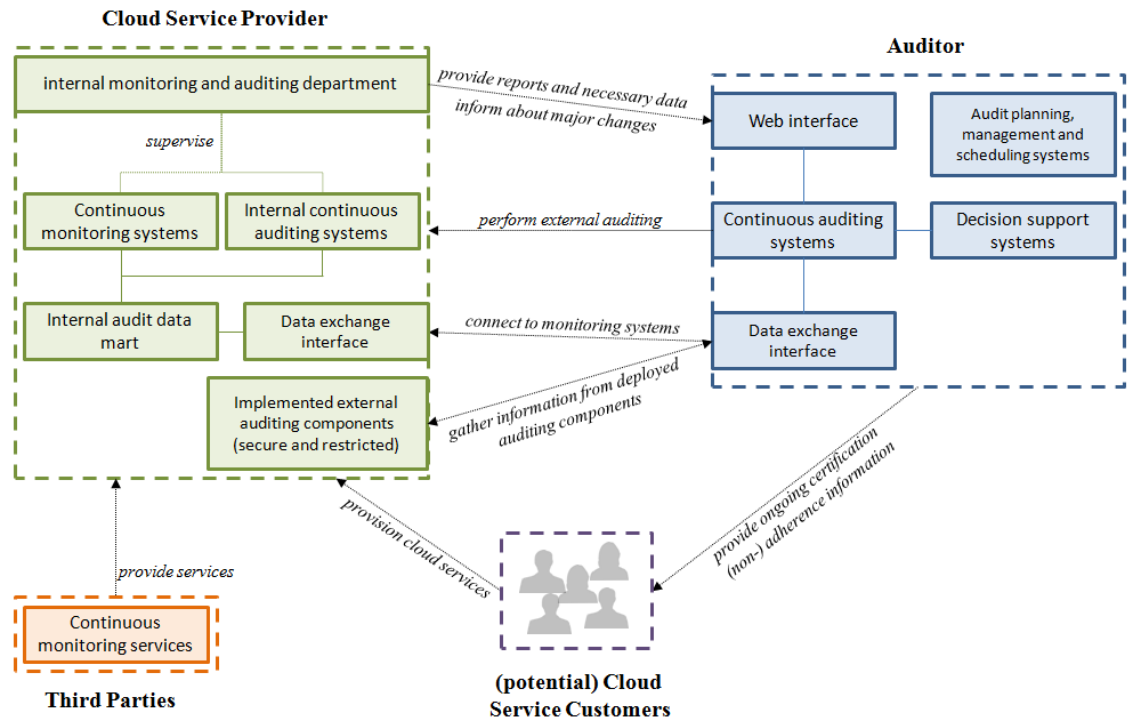 Cloud Service Provider
internal monitoring and auditing department
supervise
Continuous
monitoring systems
Internal continuous
auditing systems
Internal audit data
mart
Data exchange
interface
Implemented external
auditing components
(secure and restricted)
provide reports and necessary data
inform about major changes
perform external auditing
connect to monitoring systems
gather information from deployed
auditing components
Auditor
Web interface
Audit planning,
management and
scheduling systems
Continuous auditing
systems
Decision support
systems
Data exchange
interface
provide ongoing certification
(non-) adherence information
provision cloud services
provide services
Continuous
monitoring services
Third Parties
(potential) Cloud
Service Customers